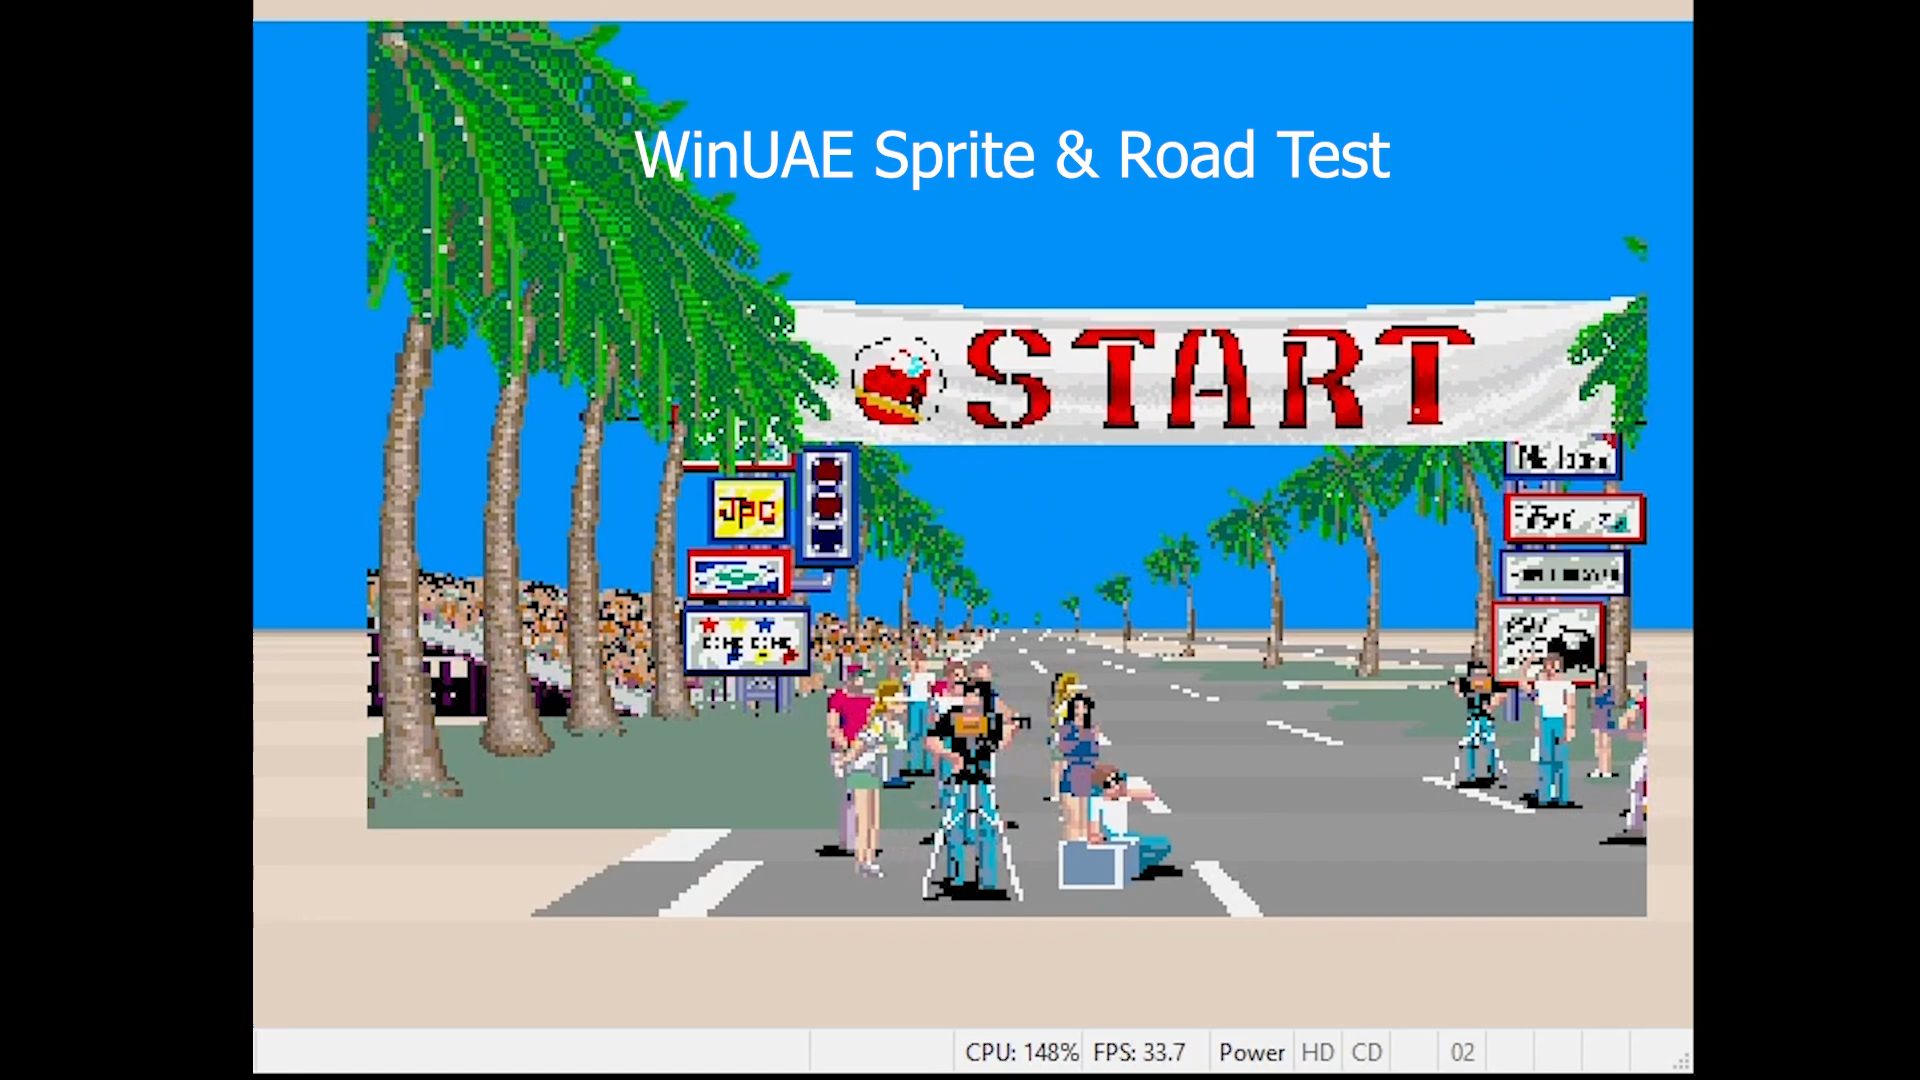 WinUAE Sprite & Road Test
START
JPC
CPU: 148% FPS: 33.7 Power HD CD 02